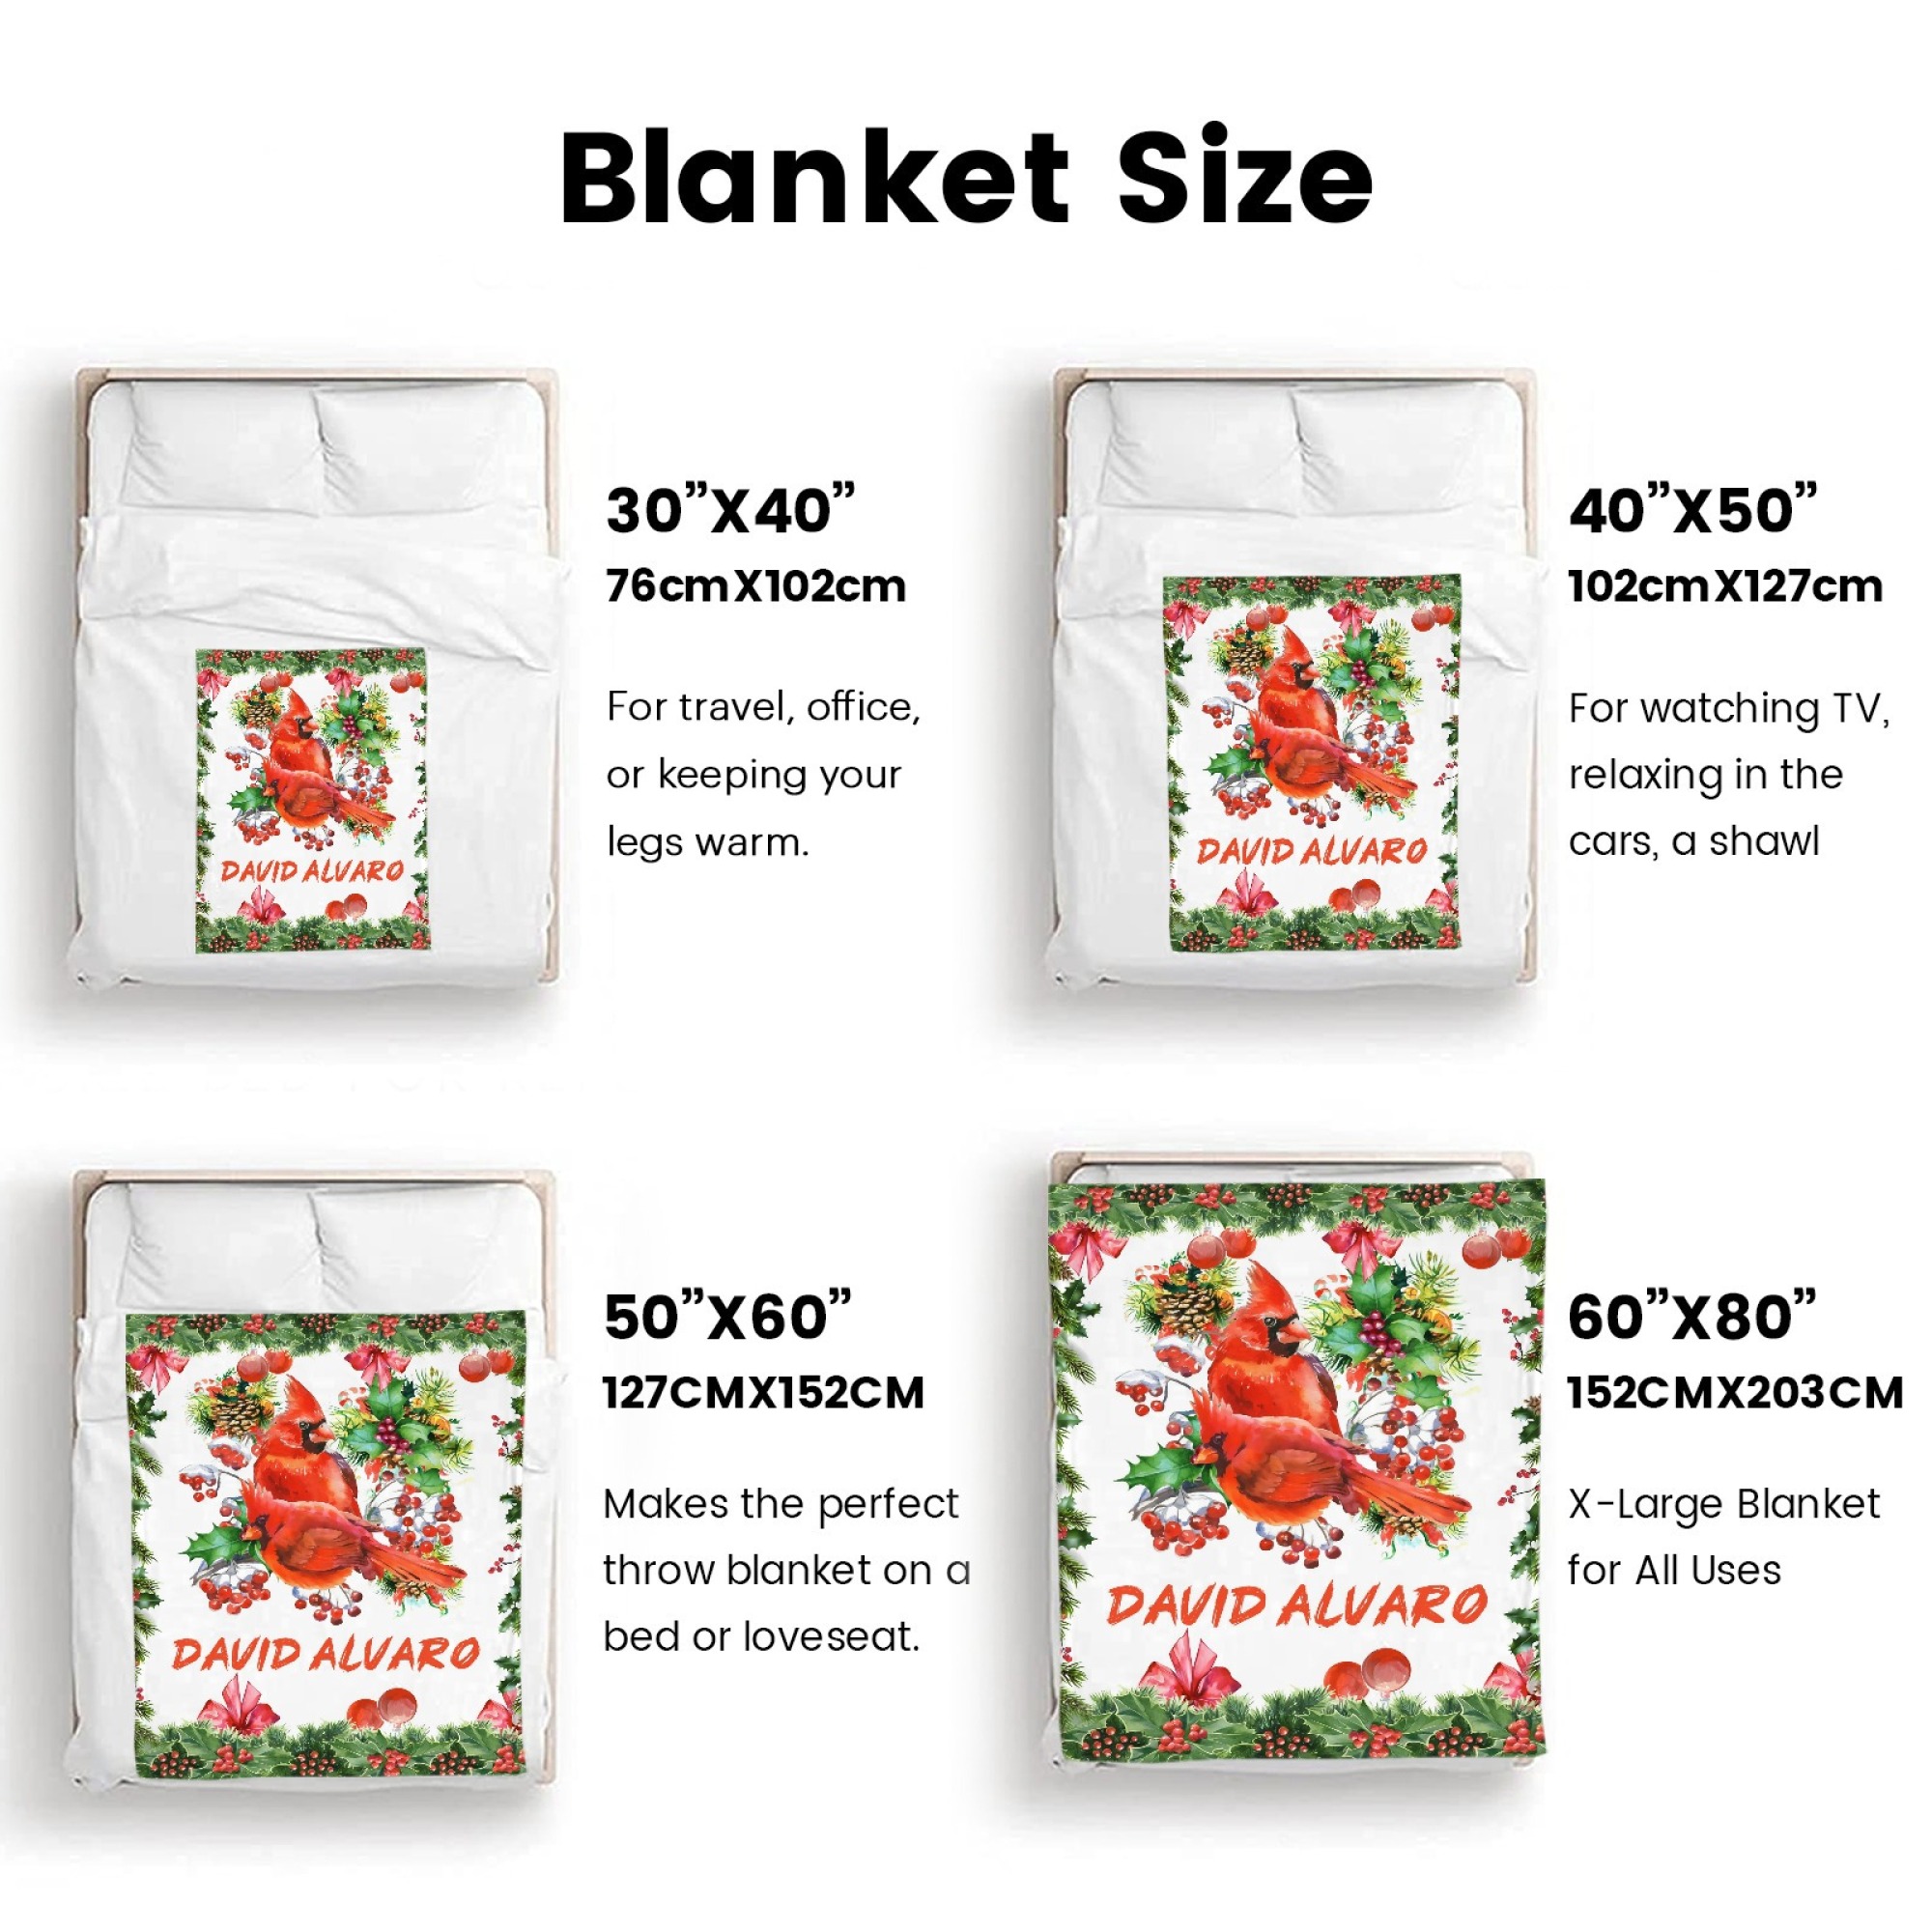 Blanket Size
30”X40”
76cmX102cm
For travel, office,
or keeping your
legs warm.
DAVID ALVARO
40”X50”
102cmX127cm
For watching TV,
relaxing in the
cars, a shawl
DAVID ALVARO
50”X60”
127CMX152CM
Makes the perfect
throw blanket on a
bed or loveseat.
DAVID ALVARO
60”X80”
152CMX203CM
X-Large Blanket
for All Uses
DAVID ALVARO